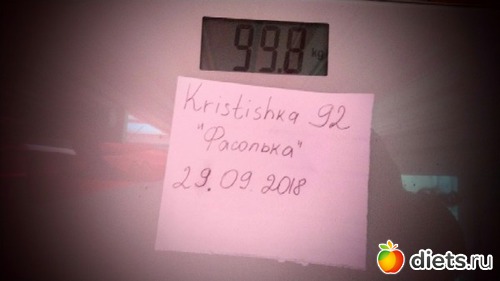 99.8 kg
Kristishka 92
"Фасолька"
29.09.2018
diets.ru